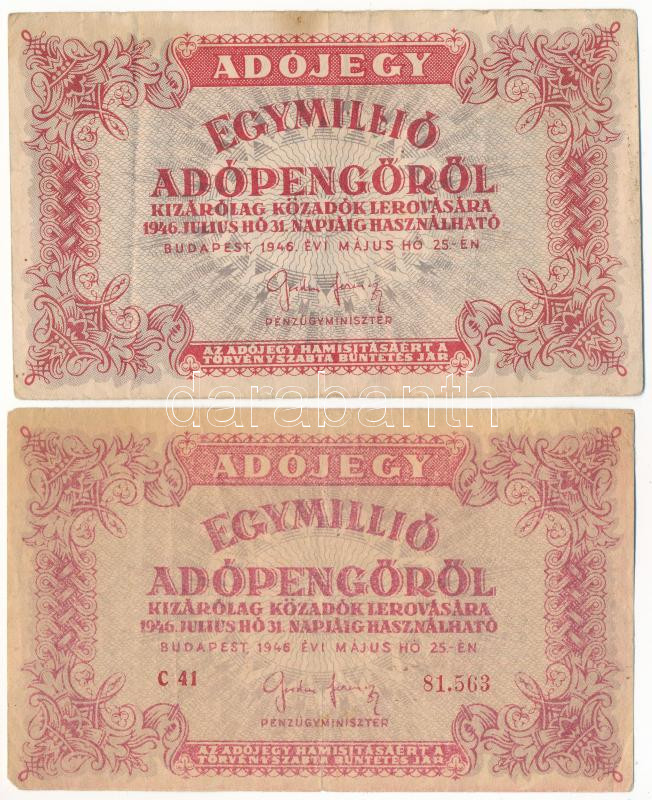 ADÓJEGY
EGYMILLIÓ
ADÓPENGŐRŐL
KIZÁRÓLAG KÖZADÓK LEROVÁSÁRA
1946. JULIUS HÓ 31. NAPJÁIG HASZNÁLHATÓ
BUDAPEST, 1946. ÉVI MÁJUS HÓ 25.-ÉN
PÉNZÜGYMINISZTER
AZ ADÓJEGY HAMISITÁSÁÉRT A
TÖRVÉNYSZABTA BÜNTETÉS JÁR
darabanth
ADÓJEGY
EGYMILLIÓ
ADÓPENGŐRŐL
KIZÁRÓLAG KÖZADÓK LEROVÁSÁRA
1946. JULIUS HÓ 31. NAPJÁIG HASZNÁLHATÓ
BUDAPEST, 1946. ÉVI MÁJUS HÓ 25.-ÉN
C 41 81.563
PÉNZÜGYMINISZTER
AZ ADÓJEGY HAMISITÁSÁÉRT A
TÖRVÉNYSZABTA BÜNTETÉS JÁR